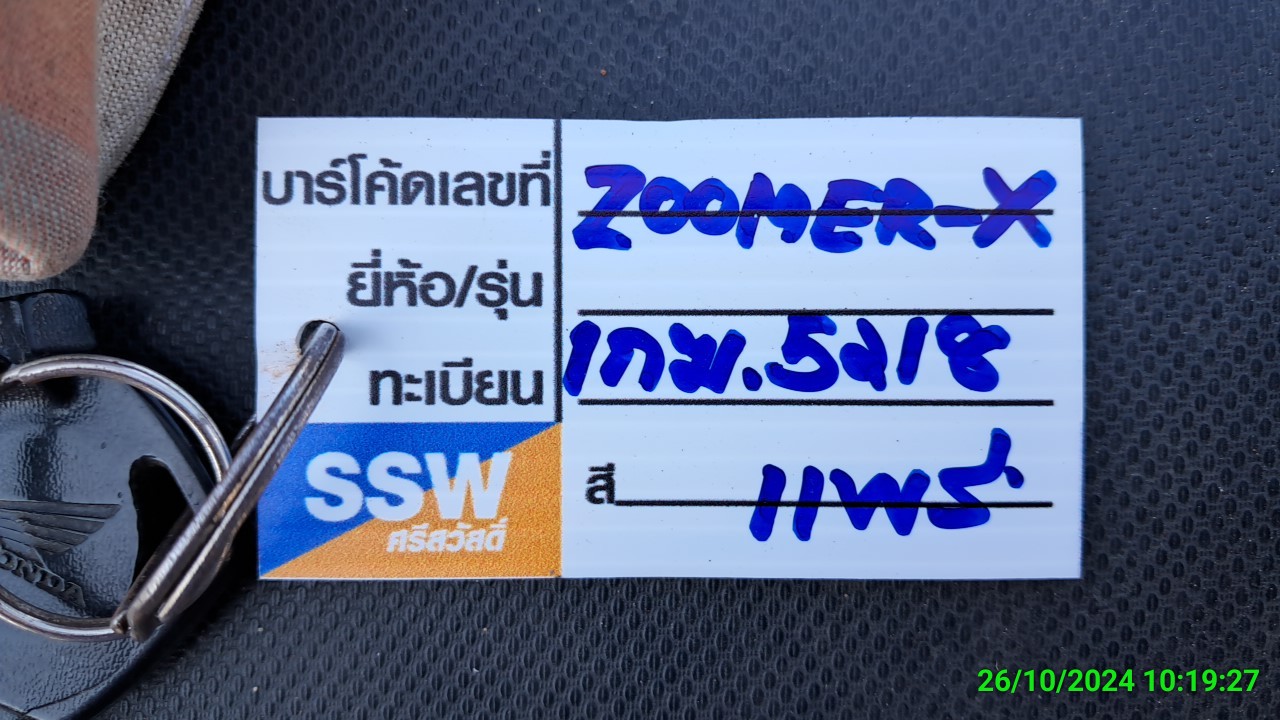 บาร์โค้ดเลขที่ ZOOMER-X
ยี่ห้อ/รุ่น
ทะเบียน 1กฆ.5218
สี แพร่
SSW
ศรีสวัสดิ์
HONDA
26/10/2024 10:19:27